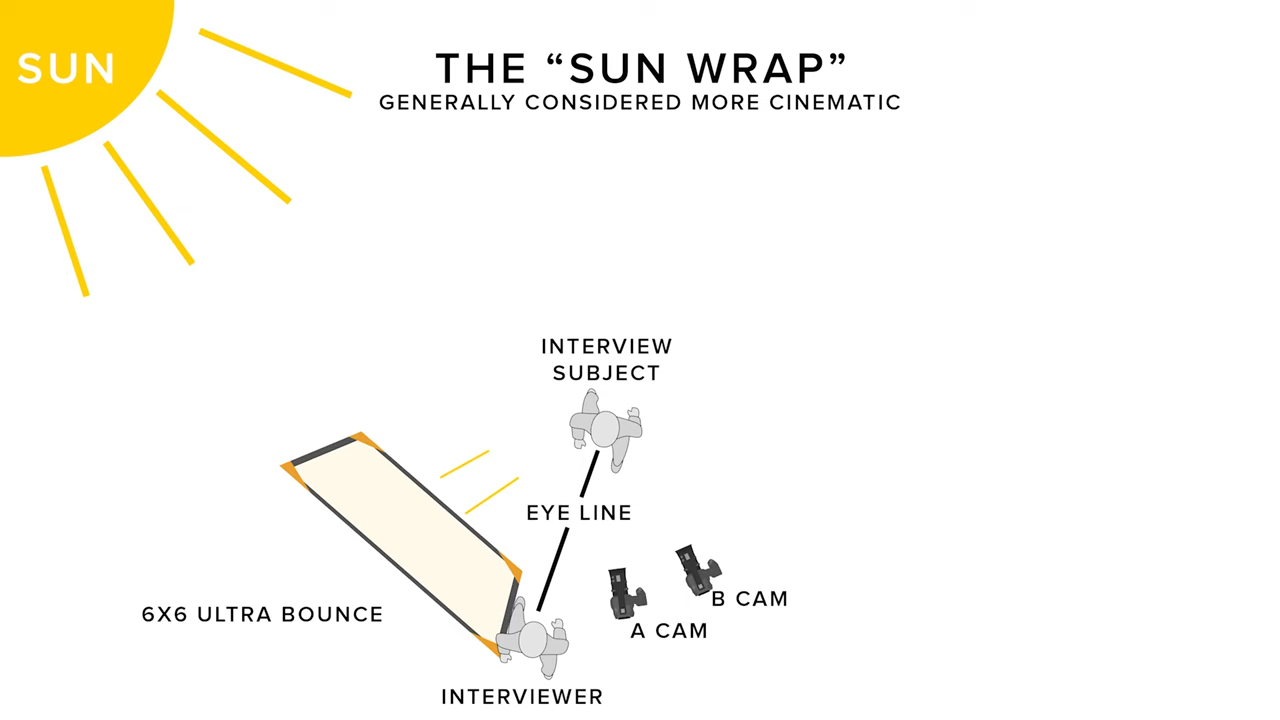 SUN
THE “SUN WRAP”
GENERALLY CONSIDERED MORE CINEMATIC
INTERVIEW
SUBJECT
EYE LINE
B CAM
6X6 ULTRA BOUNCE
A CAM
INTERVIEWER